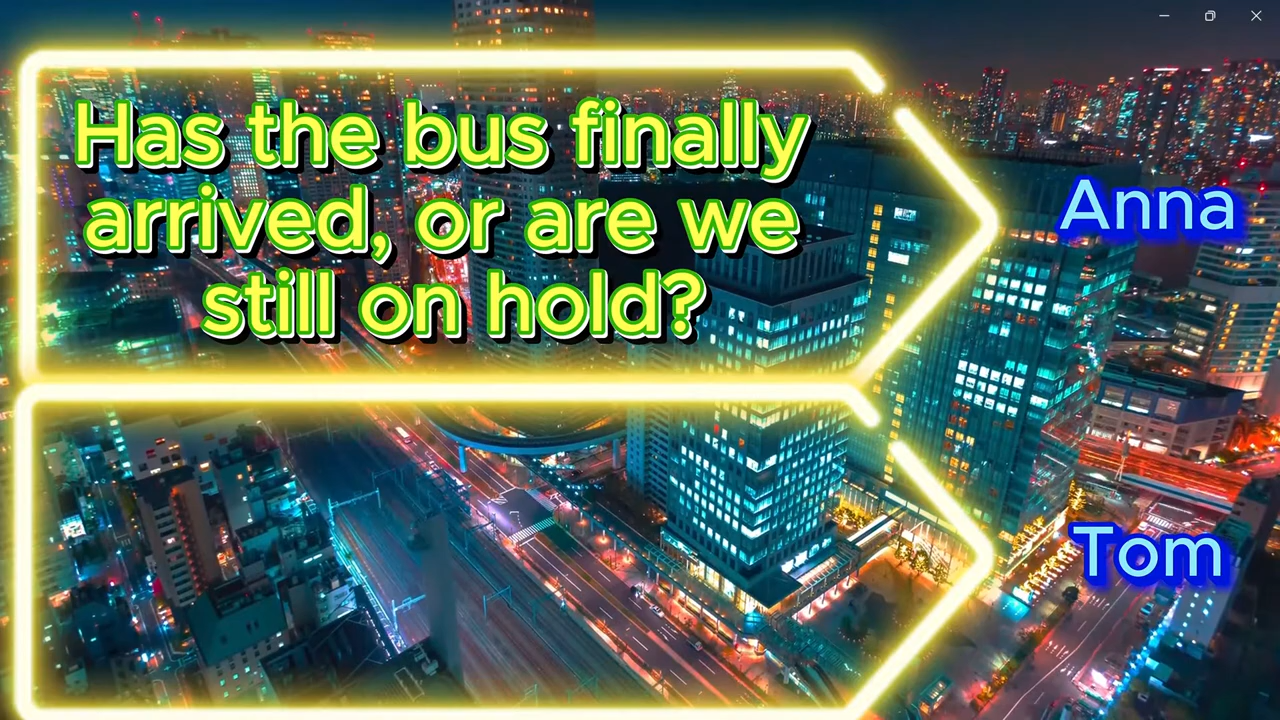 Has the bus finally
arrived, or are we
still on hold?
Anna
Tom